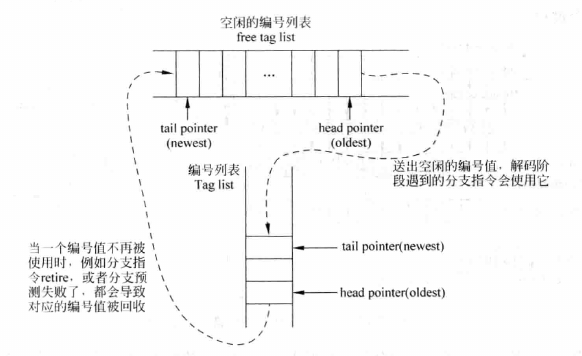 空闲的编号列表
free tag list
...
tail pointer
(newest)
head pointer
(oldest)
编号列表
Tag list
送出空闲的编号值，解码阶
段遇到的分支指令会使用它
tail pointer(newest)
head pointer(oldest)
当一个编号值不再被
使用时，例如分支指
令retire，或者分支预
测失败了，都会导致
对应的编号值被回收